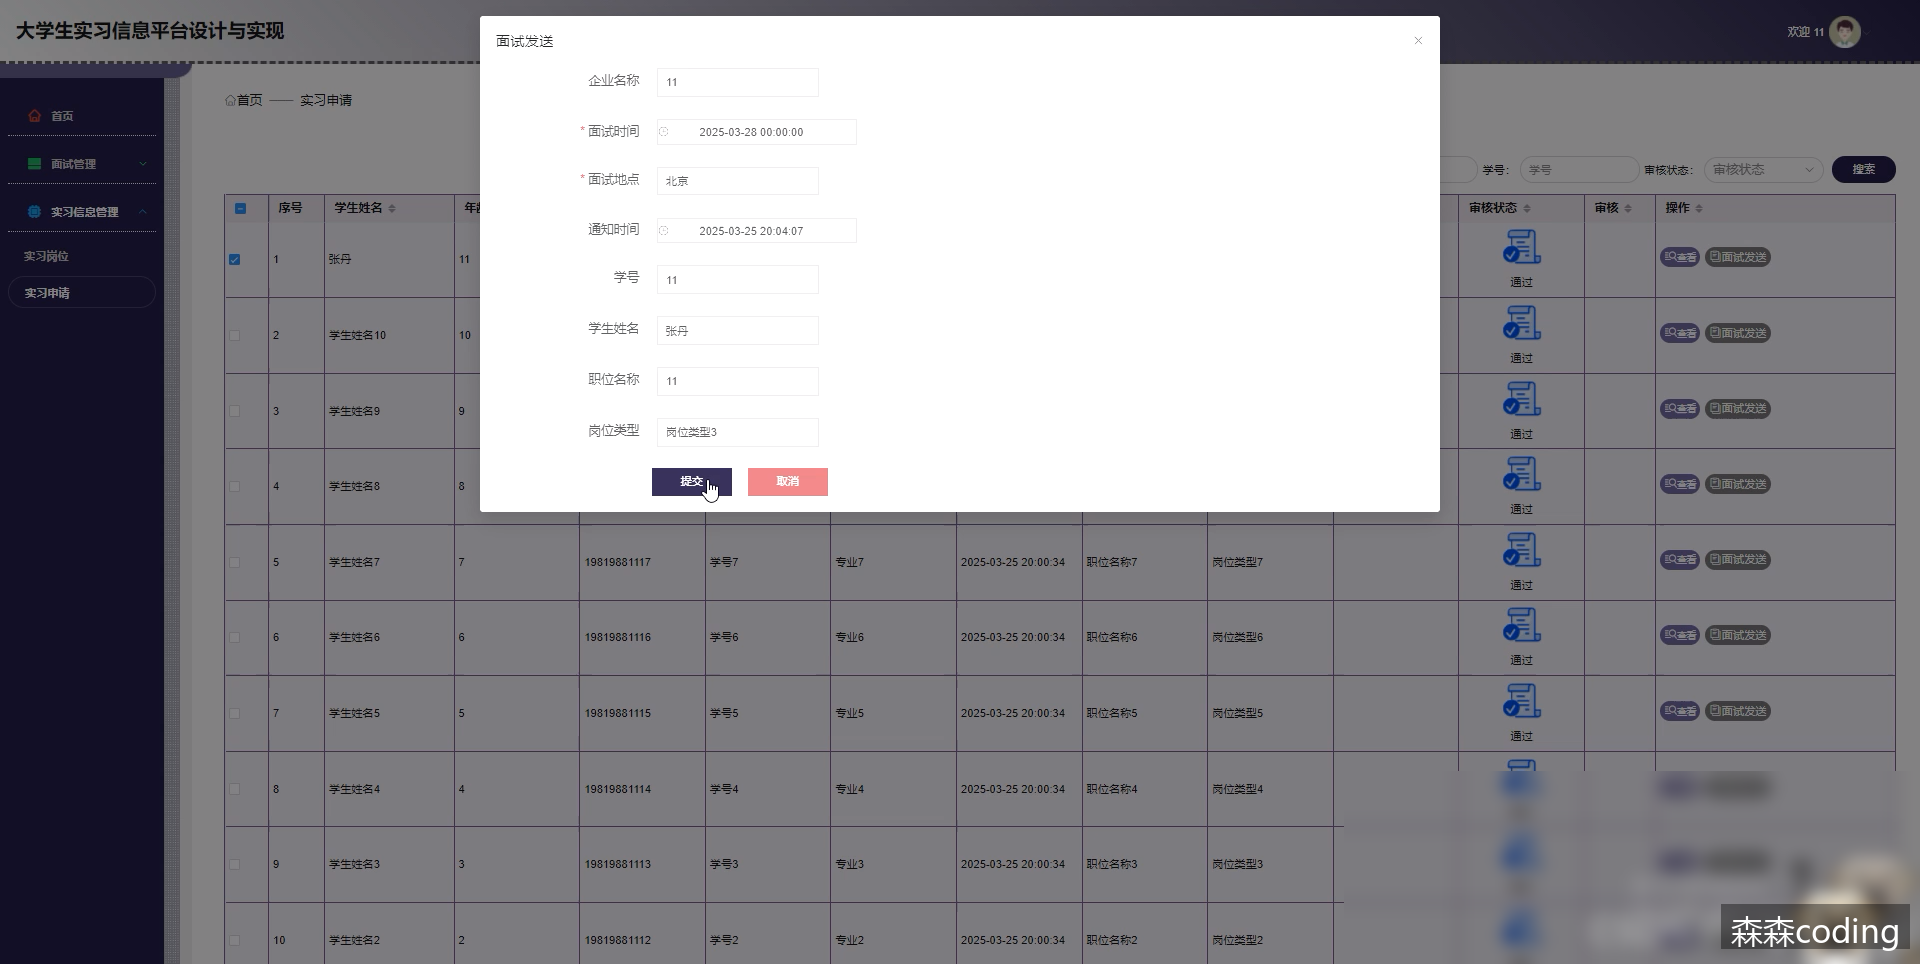 大学生实习信息平台设计与实现
欢迎 11
首页
面试管理
实习信息管理
实习岗位
实习申请
首页 —— 实习申请
面试发送
企业名称 11
* 面试时间 2025-03-28 00:00:00
* 面试地点 北京
通知时间 2025-03-25 20:04:07
学号 11
学生姓名 张丹
职位名称 11
岗位类型 岗位类型3
提交 取消
学号: 学号 审核状态: 审核状态 搜索
序号 学生姓名 审核状态 审核 操作
1 张丹 11 通过 查看 面试发送
2 学生姓名10 10 通过 查看 面试发送
3 学生姓名9 9 通过 查看 面试发送
4 学生姓名8 8 通过 查看 面试发送
5 学生姓名7 7 19819881117 学号7 专业7 2025-03-25 20:00:34 职位名称7 岗位类型7 通过 查看 面试发送
6 学生姓名6 6 19819881116 学号6 专业6 2025-03-25 20:00:34 职位名称6 岗位类型6 通过 查看 面试发送
7 学生姓名5 5 19819881115 学号5 专业5 2025-03-25 20:00:34 职位名称5 岗位类型5 通过 查看 面试发送
8 学生姓名4 4 19819881114 学号4 专业4 2025-03-25 20:00:34 职位名称4 岗位类型4
9 学生姓名3 3 19819881113 学号3 专业3 2025-03-25 20:00:34 职位名称3 岗位类型3
10 学生姓名2 2 19819881112 学号2 专业2 2025-03-25 20:00:34 职位名称2 岗位类型2
森森coding